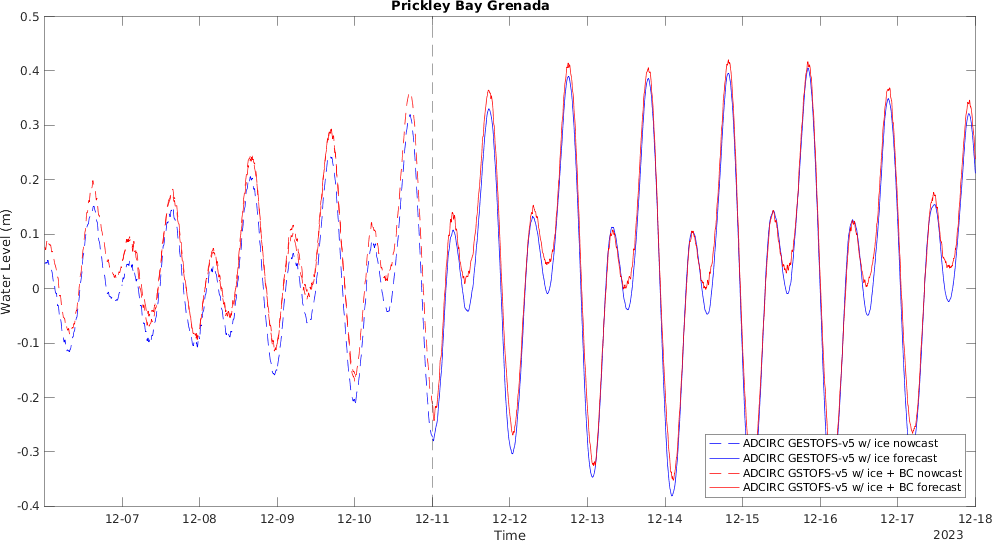 Prickley Bay Grenada
0.5
0.4
0.3
0.2
0.1
0
-0.1
-0.2
-0.3
-0.4
Water Level (m)
ADCIRC GESTOFS-v5 w/ ice nowcast
ADCIRC GESTOFS-v5 w/ ice forecast
ADCIRC GSTOFS-v5 w/ ice + BC nowcast
ADCIRC GSTOFS-v5 w/ ice + BC forecast
12-07 12-08 12-09 12-10 12-11 12-12 12-13 12-14 12-15 12-16 12-17 12-18
Time
2023